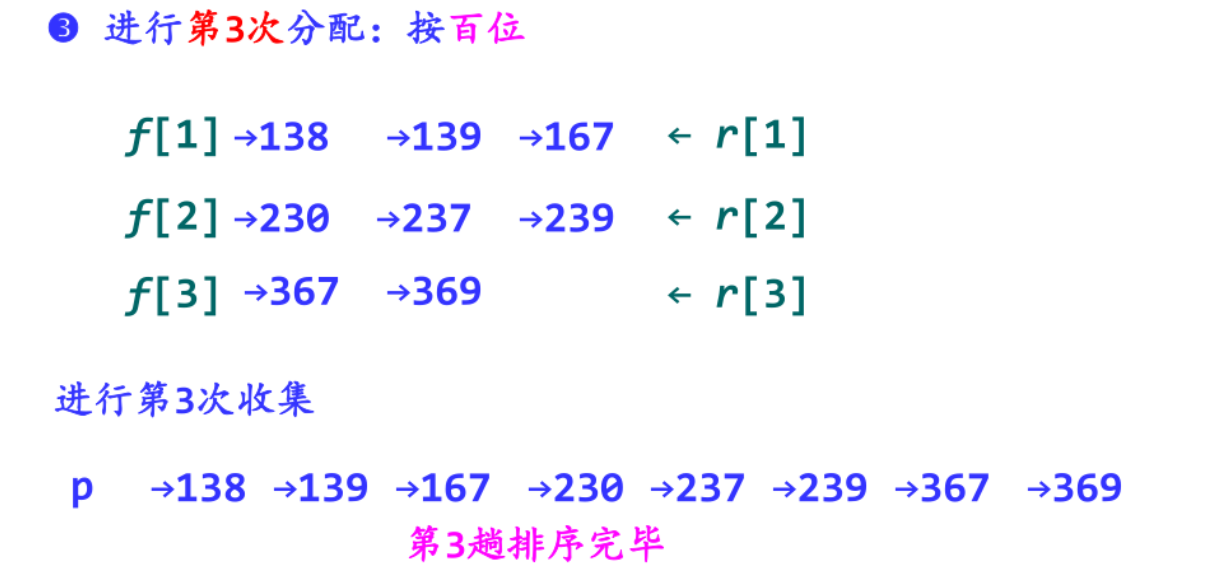 ❸ 进行第3次分配：按百位
f[1] →138 →139 →167 ← r[1]
f[2] →230 →237 →239 ← r[2]
f[3] →367 →369 ← r[3]
进行第3次收集
p →138 →139 →167 →230 →237 →239 →367 →369
第3趟排序完毕